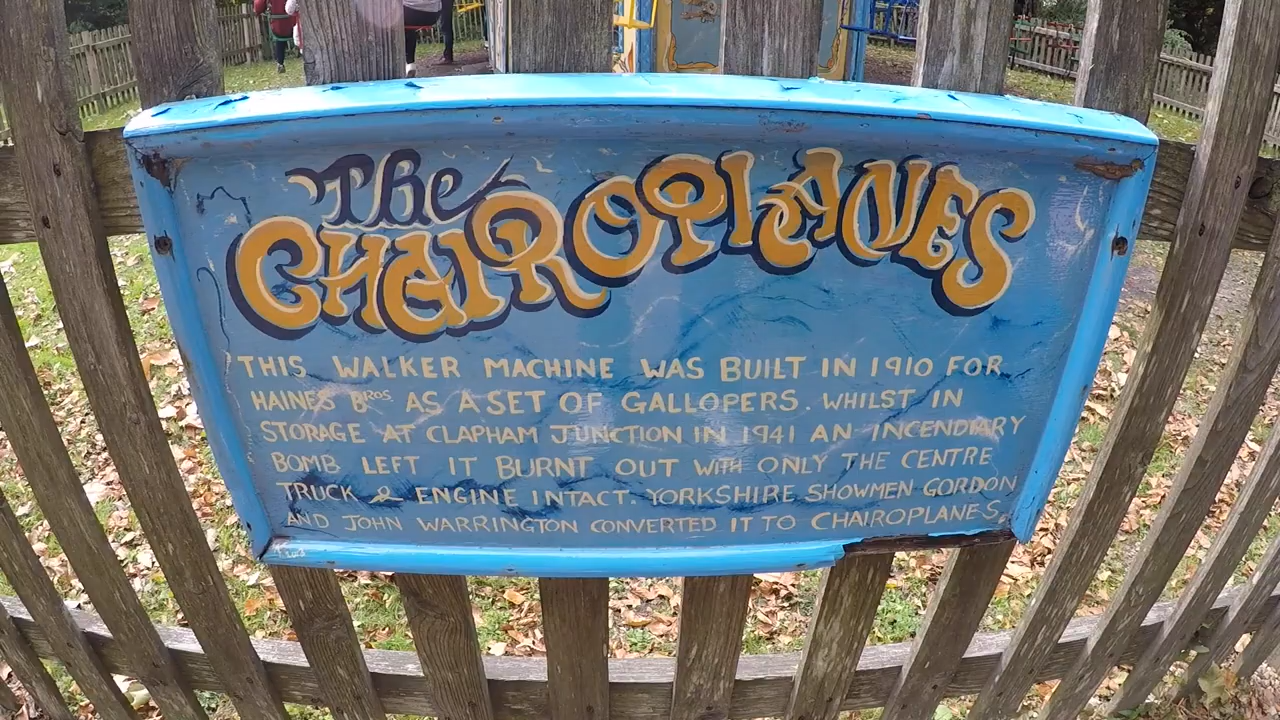 The
CHAIROPLANES
THIS WALKER MACHINE WAS BUILT IN 1910 FOR
HAINES BROS. AS A SET OF GALLOPERS. WHILST IN
STORAGE AT CLAPHAM JUNCTION IN 1941 AN INCENDIARY
BOMB LEFT IT BURNT OUT WITH ONLY THE CENTRE
TRUCK & ENGINE INTACT. YORKSHIRE SHOWMEN GORDON
AND JOHN WARRINGTON CONVERTED IT TO CHAIROPLANES.